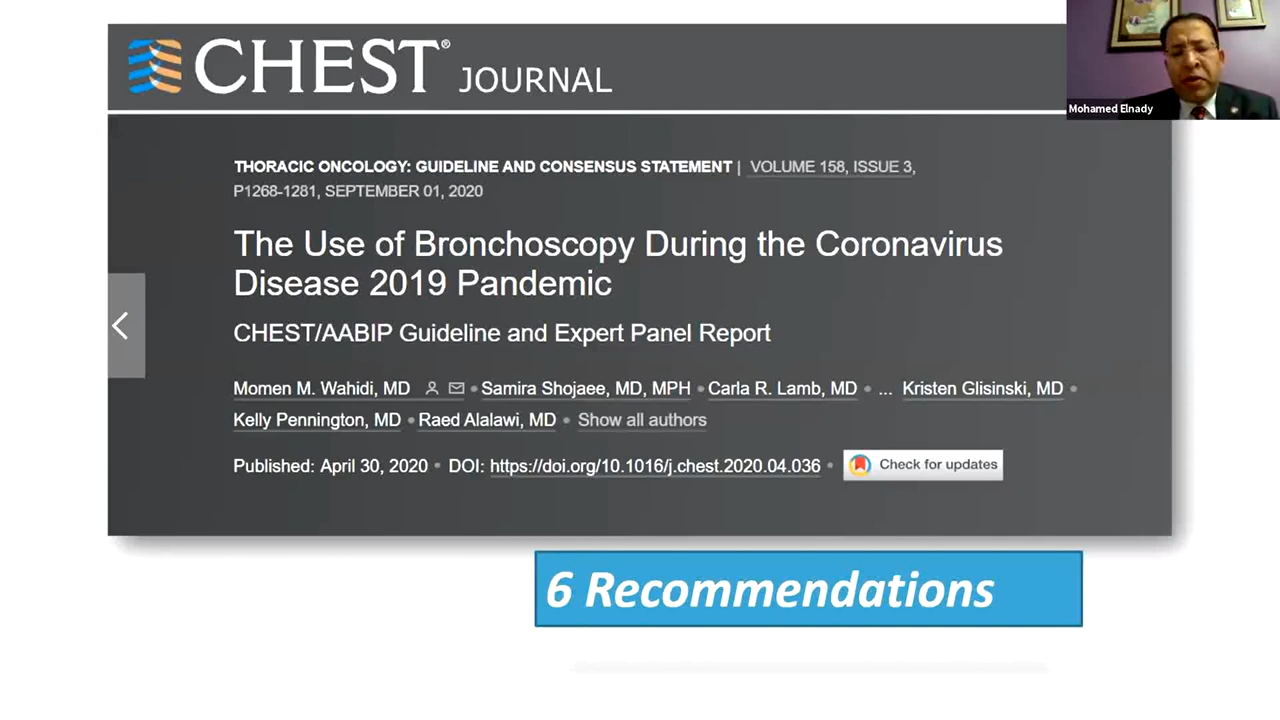 CHEST® JOURNAL
Mohamed Elnady
THORACIC ONCOLOGY: GUIDELINE AND CONSENSUS STATEMENT | VOLUME 158, ISSUE 3,
P1268-1281, SEPTEMBER 01, 2020
The Use of Bronchoscopy During the Coronavirus
Disease 2019 Pandemic
CHEST/AABIP Guideline and Expert Panel Report
Momen M. Wahidi, MD • Samira Shojaee, MD, MPH • Carla R. Lamb, MD • ... Kristen Glisinski, MD •
Kelly Pennington, MD • Raed Alalawi, MD • Show all authors
Published: April 30, 2020 • DOI: https://doi.org/10.1016/j.chest.2020.04.036 • Check for updates
6 Recommendations